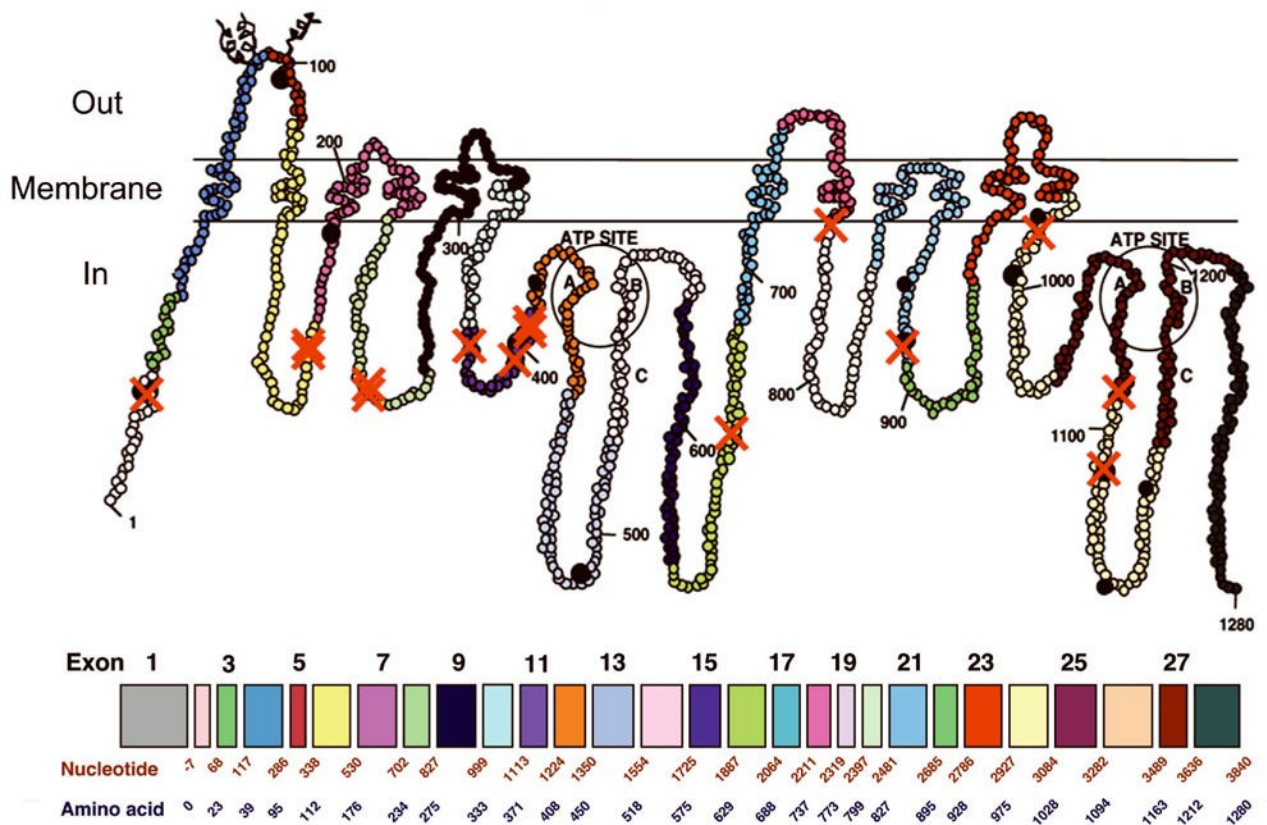 Out
Membrane
In
100
200
300
ATP SITE
A
B
C
400
500
600
700
800
900
1000
1100
ATP SITE
A
B
C
1200
1
1280
Exon 1 3 5 7 9 11 13 15 17 19 21 23 25 27
Nucleotide -7 68 117 286 338 530 702 827 999 1113 1224 1350 1554 1725 1887 2064 2211 2319 2397 2481 2685 2786 2927 3084 3282 3489 3636 3840
Amino acid 0 23 39 95 112 176 234 275 333 371 408 450 518 575 629 688 737 773 799 827 895 928 975 1028 1094 1163 1212 1280